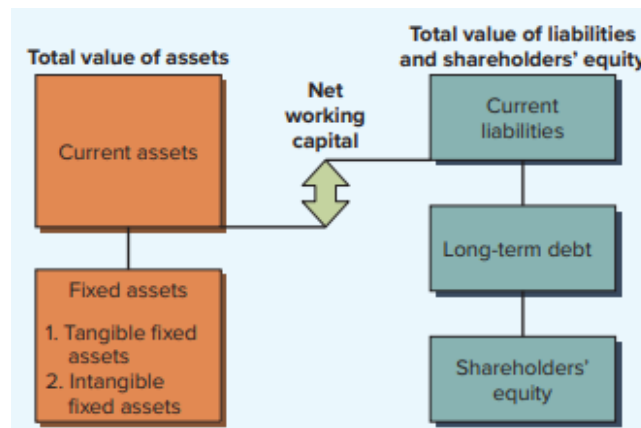 Total value of assets
Current assets
Fixed assets
1. Tangible fixed
assets
2. Intangible
fixed assets
Net
working
capital
Total value of liabilities
and shareholders' equity
Current
liabilities
Long-term debt
Shareholders'
equity